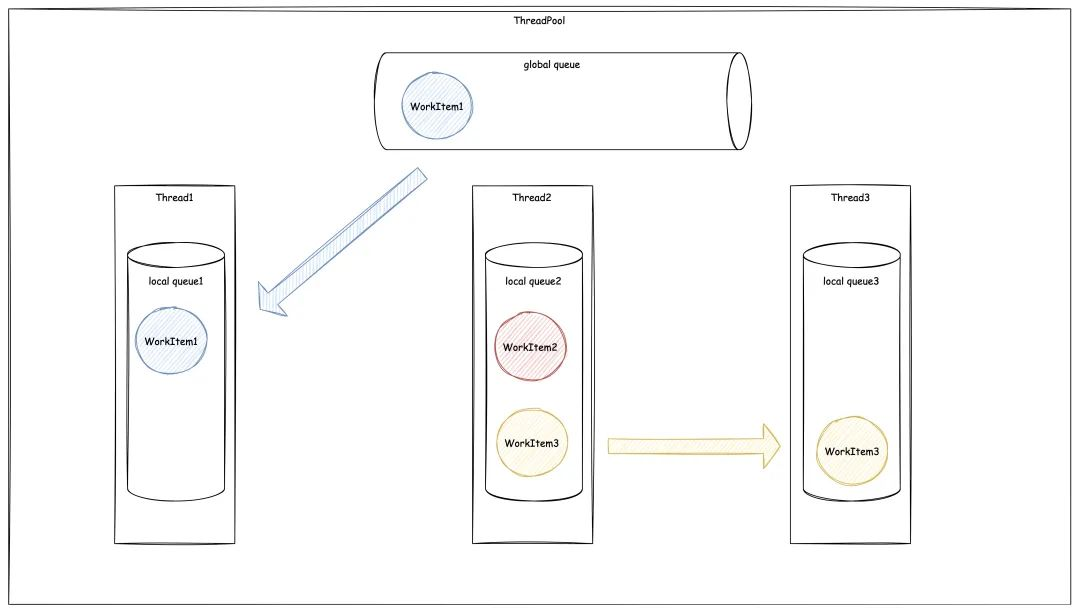 ThreadPool
global queue
WorkItem1
Thread1
Thread2
Thread3
local queue1
local queue2
local queue3
WorkItem1
WorkItem2
WorkItem3
WorkItem3